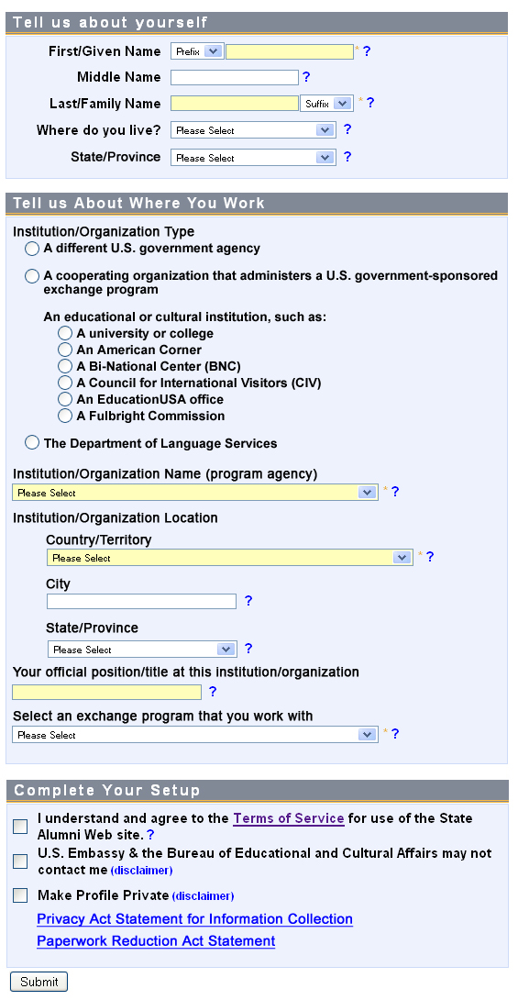 Tell us about yourself
First/Given Name Prefix * ?
Middle Name ?
Last/Family Name Suffix * ?
Where do you live? Please Select ?
State/Province Please Select ?
Tell us About Where You Work
Institution/Organization Type
A different U.S. government agency
A cooperating organization that administers a U.S. government-sponsored
exchange program
An educational or cultural institution, such as:
A university or college
An American Corner
A Bi-National Center (BNC)
A Council for International Visitors (CIV)
An EducationUSA office
A Fulbright Commission
The Department of Language Services
Institution/Organization Name (program agency)
Please Select * ?
Institution/Organization Location
Country/Territory
Please Select * ?
City
?
State/Province
Please Select ?
Your official position/title at this institution/organization
?
Select an exchange program that you work with
Please Select * ?
Complete Your Setup
I understand and agree to the Terms of Service for use of the State
Alumni Web site. ?
U.S. Embassy & the Bureau of Educational and Cultural Affairs may not
contact me (disclaimer)
Make Profile Private (disclaimer)
Privacy Act Statement for Information Collection
Paperwork Reduction Act Statement
Submit